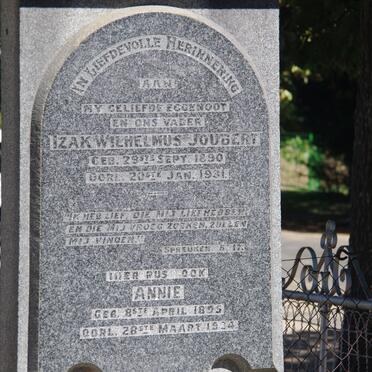 IN LIEFDEVOLLE HERINNERING
AAN
MY GELIEFDE EGGENOOT
EN ONS VADER
IZAK WILHELMUS JOUBERT
GEB. 29STE SEPT. 1890
OORL. 20STE JAN. 1931.
"IK HEB LIEF, DIE MIJ LIEFHEBBEN,
EN DIE MIJ VROEG ZOEKEN, ZULLEN
MIJ VINDEN."
SPREUKEN 8. 17.
HIER RUS OOK
ANNIE
GEB. 8STE APRIL 1895
OORL. 28STE MAART 1934